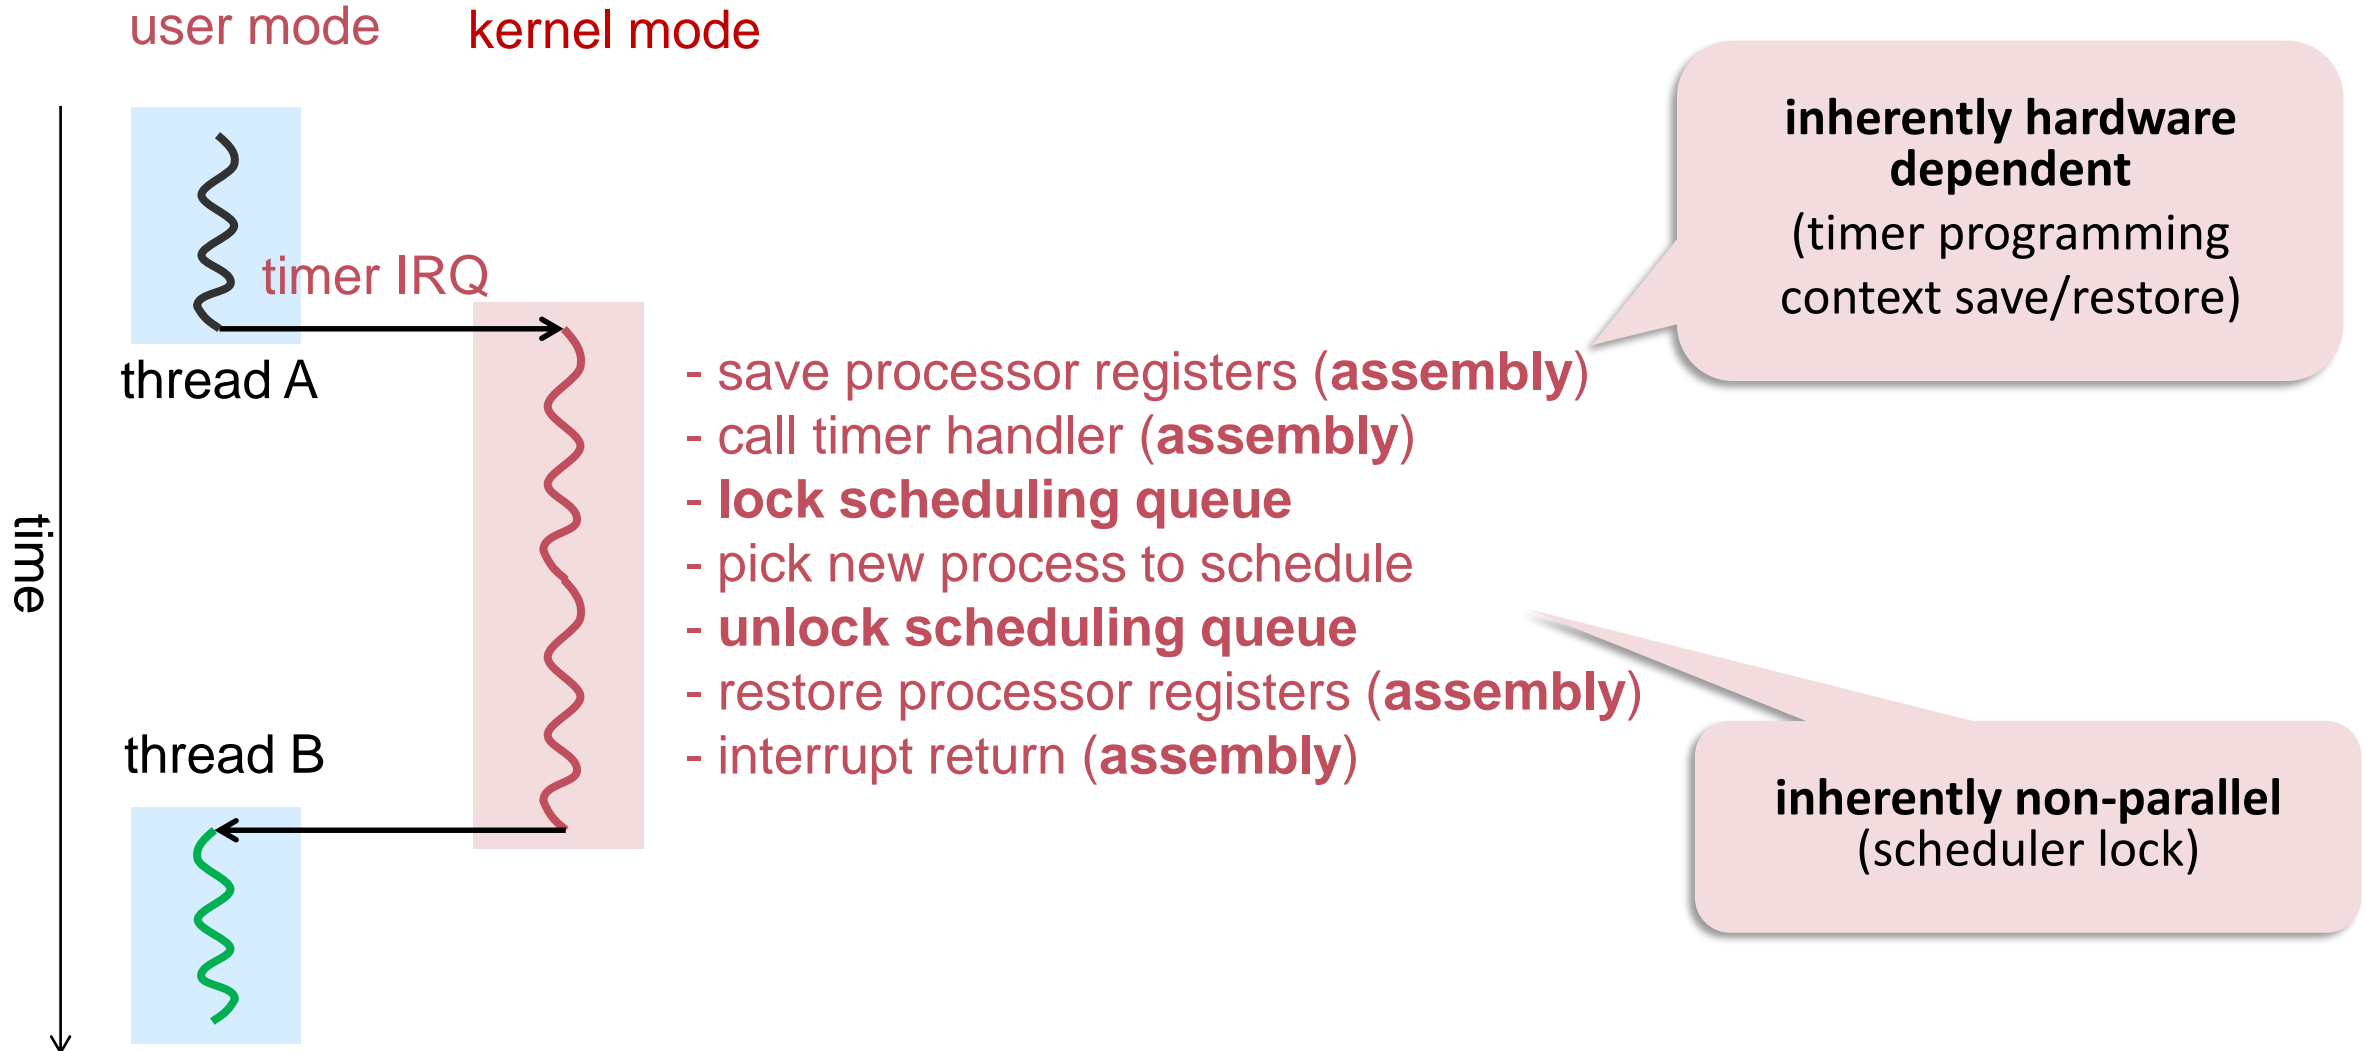 user mode
kernel mode
time
timer IRQ
thread A
thread B
- save processor registers (assembly)
- call timer handler (assembly)
- lock scheduling queue
- pick new process to schedule
- unlock scheduling queue
- restore processor registers (assembly)
- interrupt return (assembly)
inherently hardware
dependent
(timer programming
context save/restore)
inherently non-parallel
(scheduler lock)